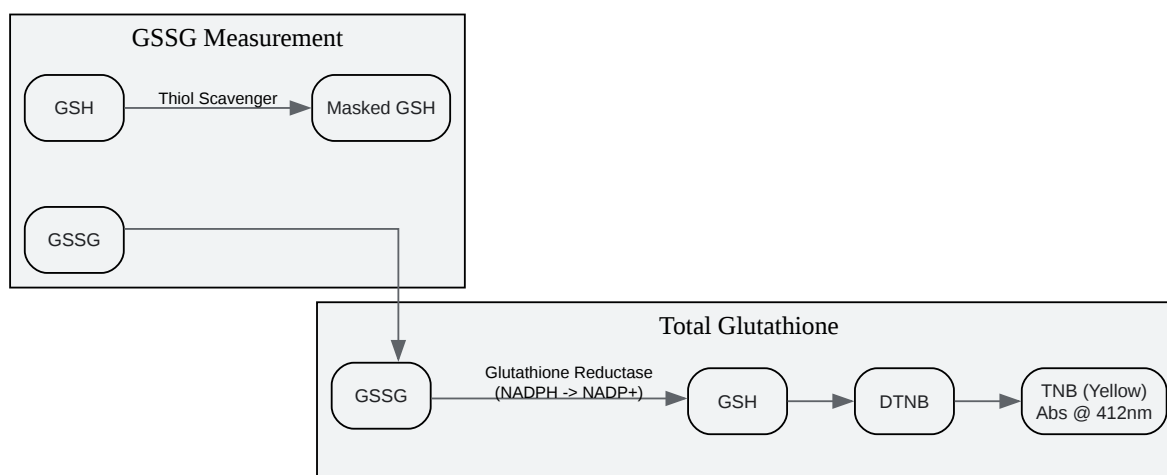 GSSG Measurement
GSH
Thiol Scavenger
Masked GSH
GSSG
Total Glutathione
GSSG
Glutathione Reductase
(NADPH -> NADP+)
GSH
DTNB
TNB (Yellow)
Abs @ 412nm